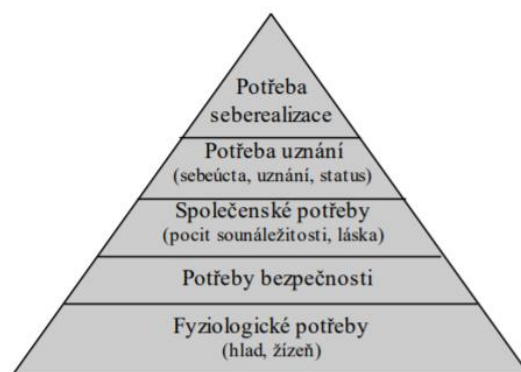 Potřeba
seberealizace
Potřeba uznání
(sebeúcta, uznání, status)
Společenské potřeby
(pocit sounáležitosti, láska)
Potřeby bezpečnosti
Fyziologické potřeby
(hlad, žízeň)